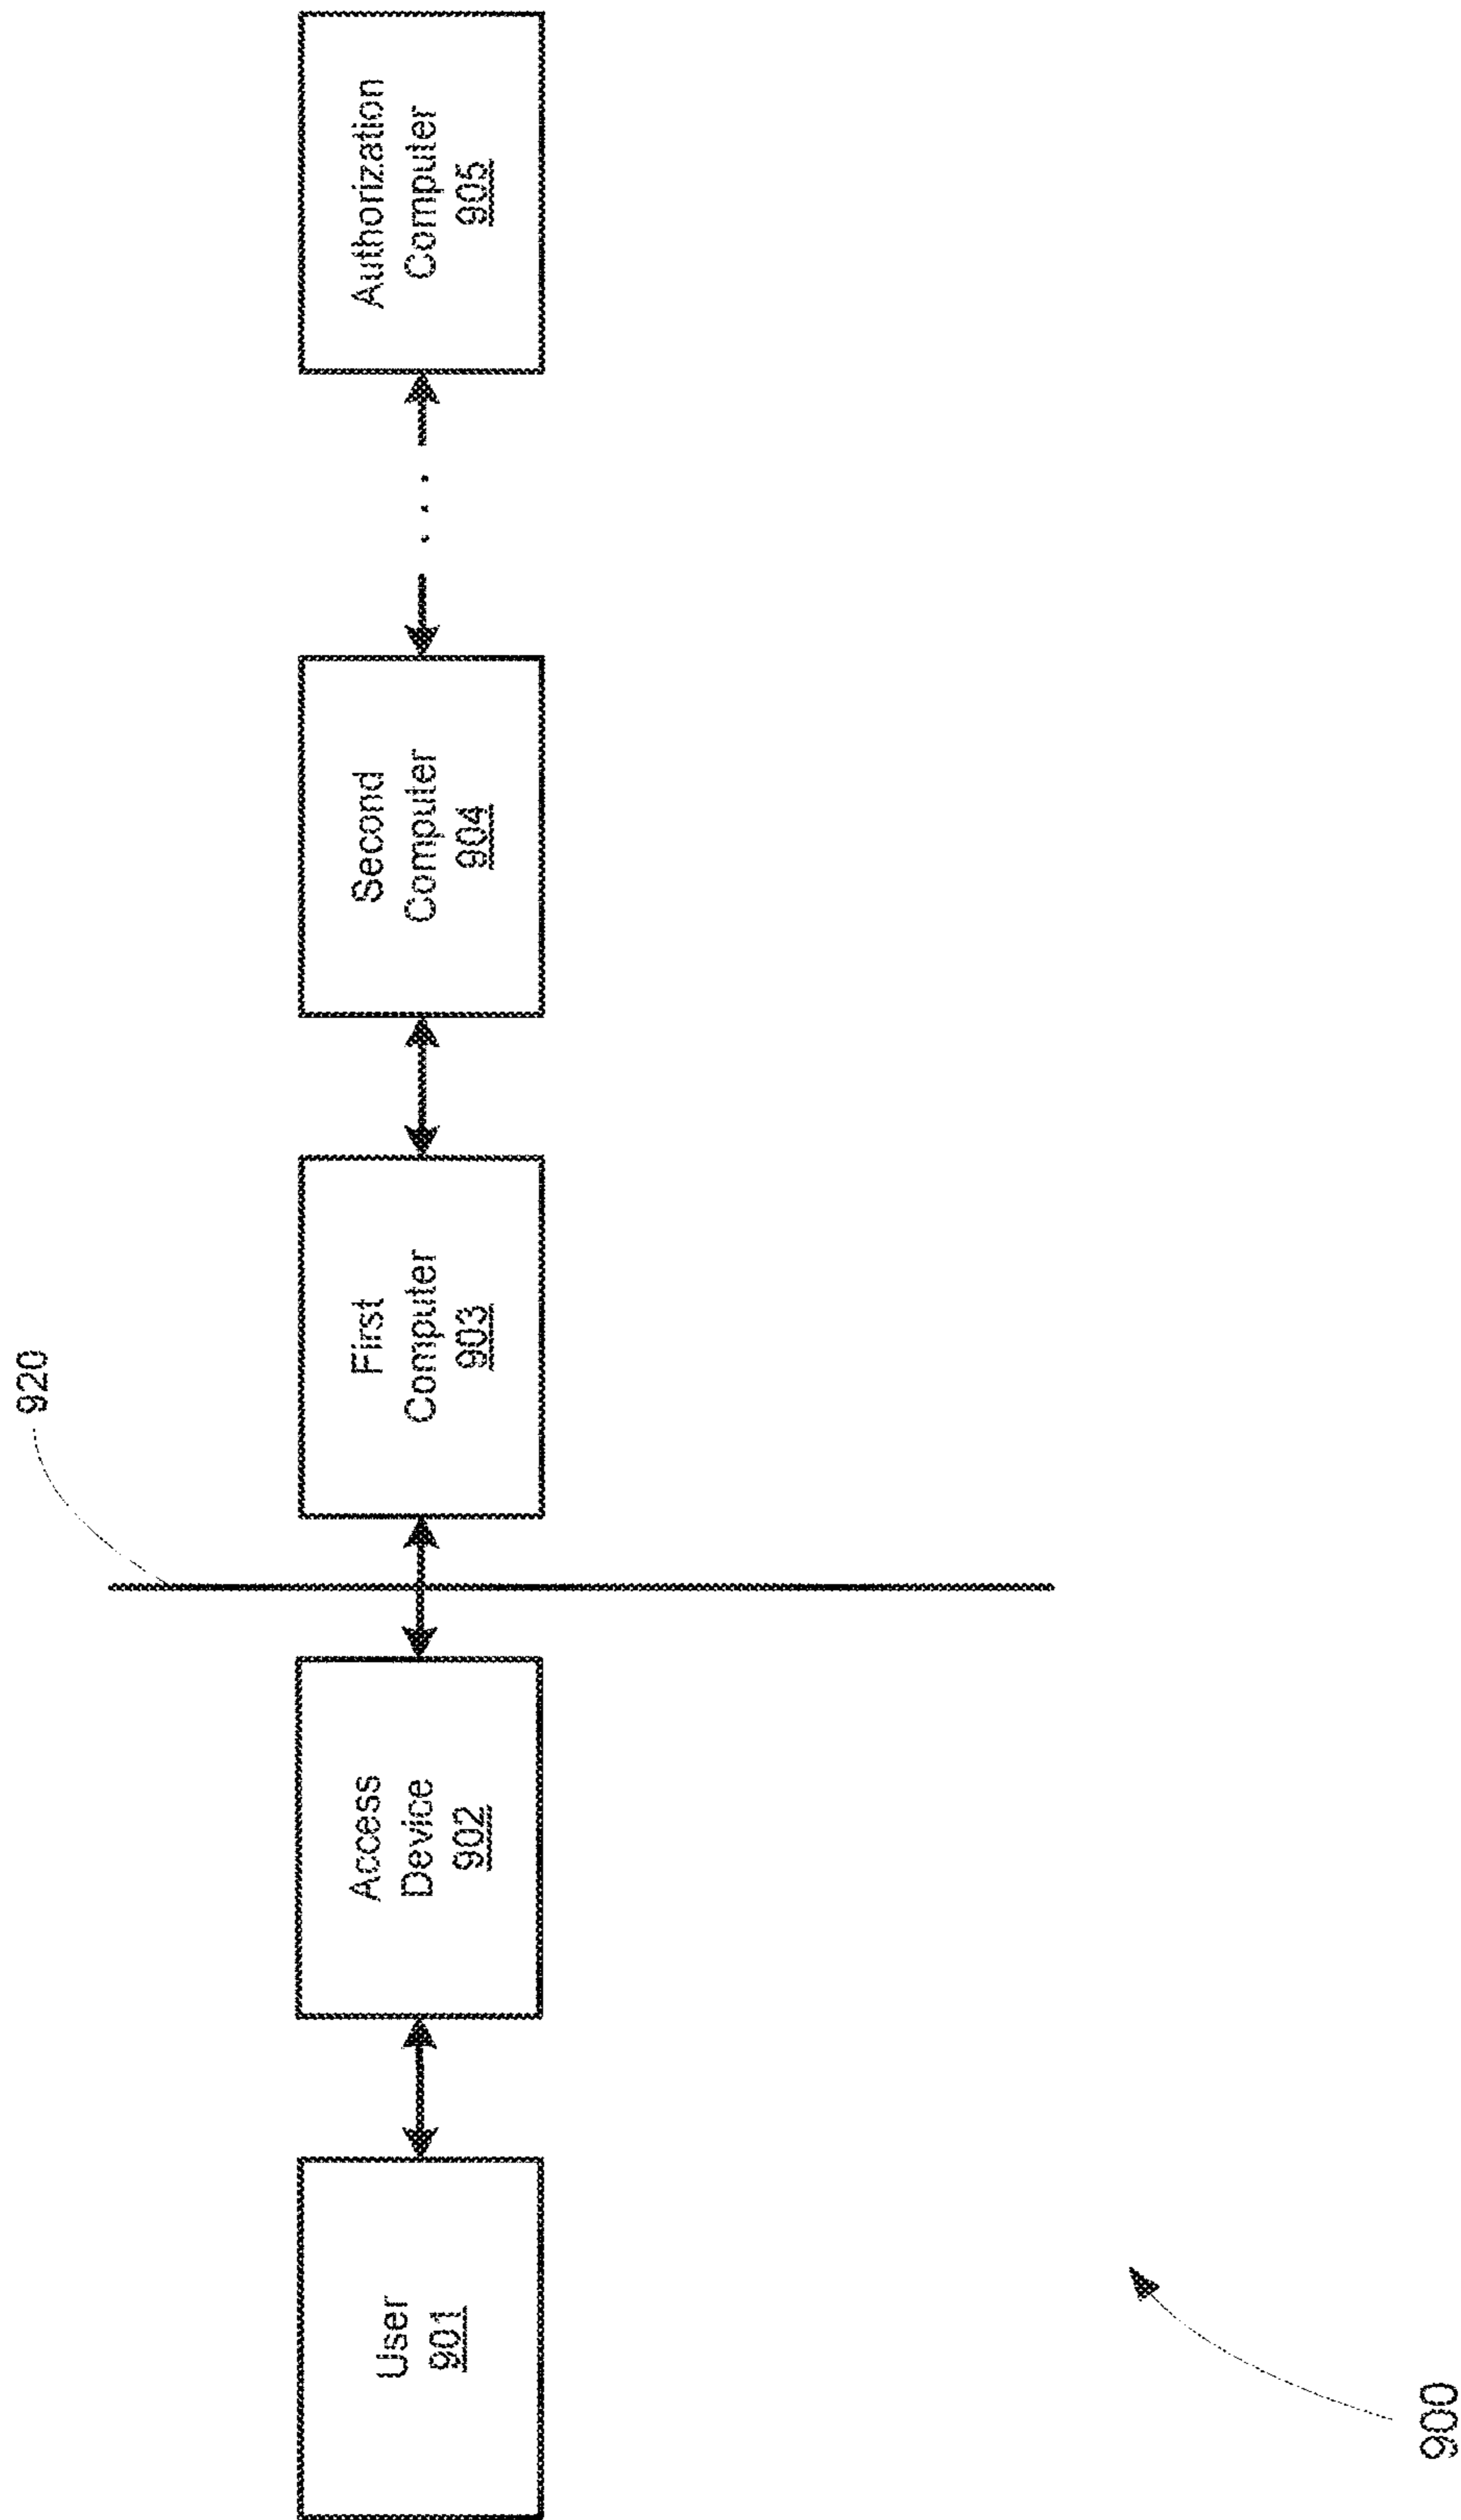 920
User
901
Access
Device
902
First
Computer
903
Second
Computer
904
Authorization
Computer
905
900